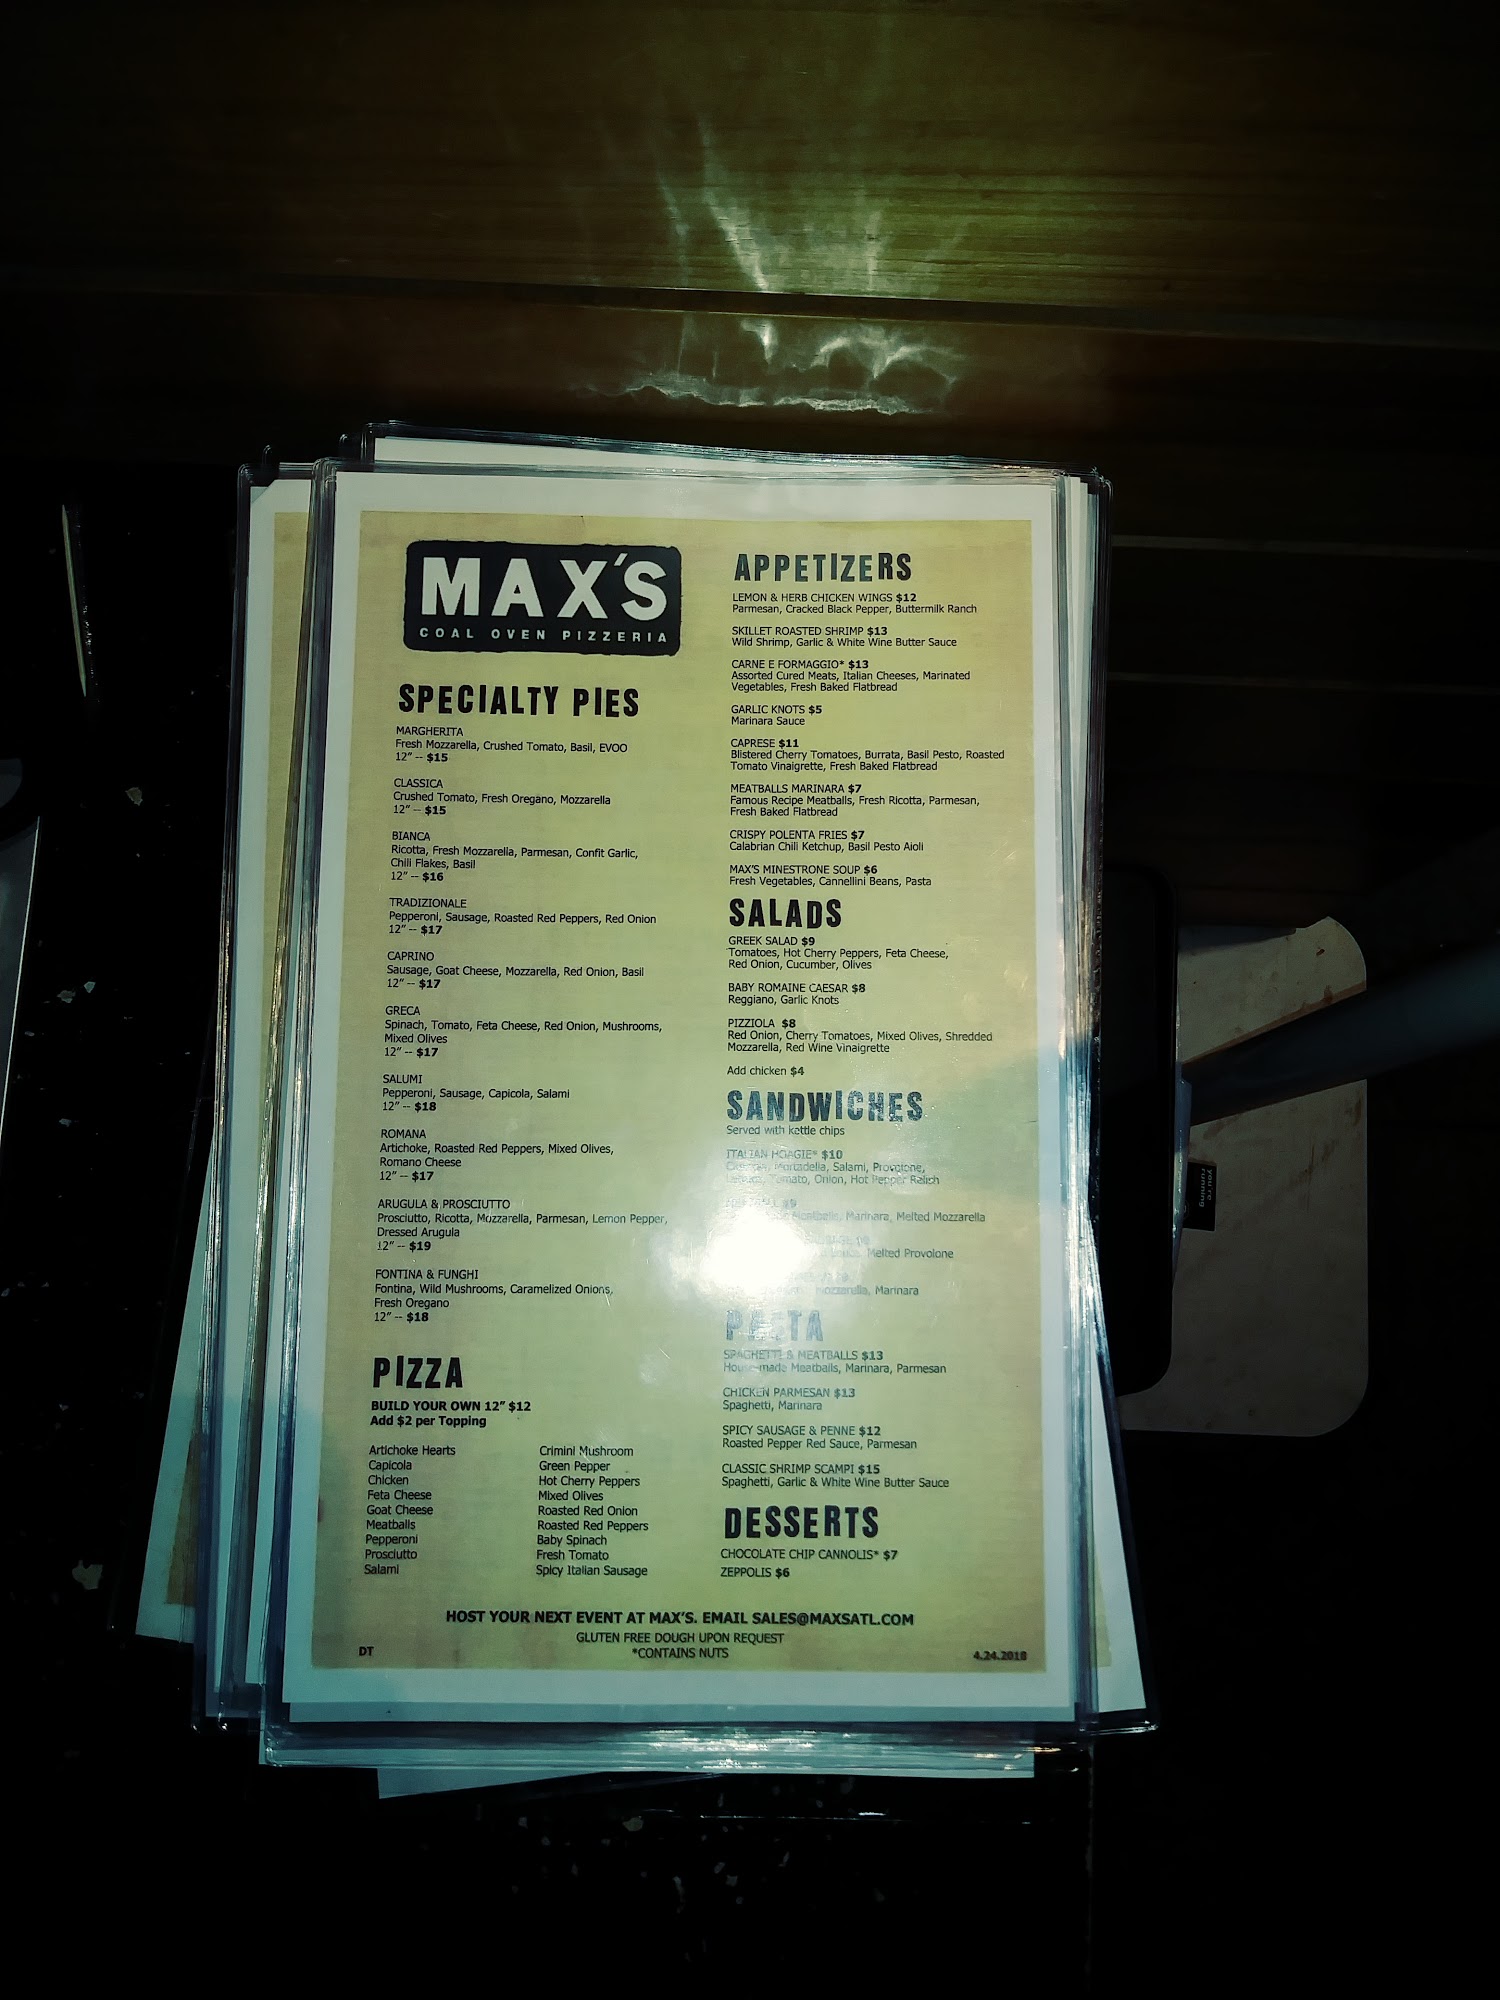 MAX'S
COAL OVEN PIZZERIA
SPECIALTY PIES
MARGHERITA
Fresh Mozzarella, Crushed Tomato, Basil, EVOO
12" -- $15
CLASSICA
Crushed Tomato, Fresh Oregano, Mozzarella
12" -- $15
BIANCA
Ricotta, Fresh Mozzarella, Parmesan, Confit Garlic,
Chili Flakes, Basil
12" -- $16
TRADIZIONALE
Pepperoni, Sausage, Roasted Red Peppers, Red Onion
12" -- $17
CAPRINO
Sausage, Goat Cheese, Mozzarella, Red Onion, Basil
12" -- $17
GRECA
Spinach, Tomato, Feta Cheese, Red Onion, Mushrooms,
Mixed Olives
12" -- $17
SALUMI
Pepperoni, Sausage, Capicola, Salami
12" -- $18
ROMANA
Artichoke, Roasted Red Peppers, Mixed Olives,
Romano Cheese
12" -- $17
ARUGULA & PROSCIUTTO
Prosciutto, Ricotta, Mozzarella, Parmesan, Lemon Pepper,
Dressed Arugula
12" -- $19
FONTINA & FUNGHI
Fontina, Wild Mushrooms, Caramelized Onions,
Fresh Oregano
12" -- $18
PIZZA
BUILD YOUR OWN 12" $12
Add $2 per Topping
Artichoke Hearts
Capicola
Chicken
Feta Cheese
Goat Cheese
Meatballs
Pepperoni
Prosciutto
Salami
Crimini Mushroom
Green Pepper
Hot Cherry Peppers
Mixed Olives
Roasted Red Onion
Roasted Red Peppers
Baby Spinach
Fresh Tomato
Spicy Italian Sausage
APPETIZERS
LEMON & HERB CHICKEN WINGS $12
Parmesan, Cracked Black Pepper, Buttermilk Ranch
SKILLET ROASTED SHRIMP $13
Wild Shrimp, Garlic & White Wine Butter Sauce
CARNE E FORMAGGIO* $13
Assorted Cured Meats, Italian Cheeses, Marinated
Vegetables, Fresh Baked Flatbread
GARLIC KNOTS $5
Marinara Sauce
CAPRESE $11
Blistered Cherry Tomatoes, Burrata, Basil Pesto, Roasted
Tomato Vinaigrette, Fresh Baked Flatbread
MEATBALLS MARINARA $7
Famous Recipe Meatballs, Fresh Ricotta, Parmesan,
Fresh Baked Flatbread
CRISPY POLENTA FRIES $7
Calabrian Chili Ketchup, Basil Pesto Aioli
MAX'S MINESTRONE SOUP $6
Fresh Vegetables, Cannellini Beans, Pasta
SALADS
GREEK SALAD $9
Tomatoes, Hot Cherry Peppers, Feta Cheese,
Red Onion, Cucumber, Olives
BABY ROMAINE CAESAR $8
Reggiano, Garlic Knots
PIZZIOLA $8
Red Onion, Cherry Tomatoes, Mixed Olives, Shredded
Mozzarella, Red Wine Vinaigrette
Add chicken $4
SANDWICHES
Served with kettle chips
ITALIAN HOAGIE* $10
Mortadella, Salami, Provolone,
Tomato, Onion, Hot Pepper Relish
$9
Meatballs, Marinara, Melted Mozzarella
Melted Provolone
Mozzarella, Marinara
PASTA
SPAGHETTI & MEATBALLS $13
House-made Meatballs, Marinara, Parmesan
CHICKEN PARMESAN $13
Spaghetti, Marinara
SPICY SAUSAGE & PENNE $12
Roasted Pepper Red Sauce, Parmesan
CLASSIC SHRIMP SCAMPI $15
Spaghetti, Garlic & White Wine Butter Sauce
DESSERTS
CHOCOLATE CHIP CANNOLIS* $7
ZEPPOLIS $6
HOST YOUR NEXT EVENT AT MAX'S. EMAIL SALES@MAXSATL.COM
GLUTEN FREE DOUGH UPON REQUEST
*CONTAINS NUTS
DT
4.24.2018
you're
running